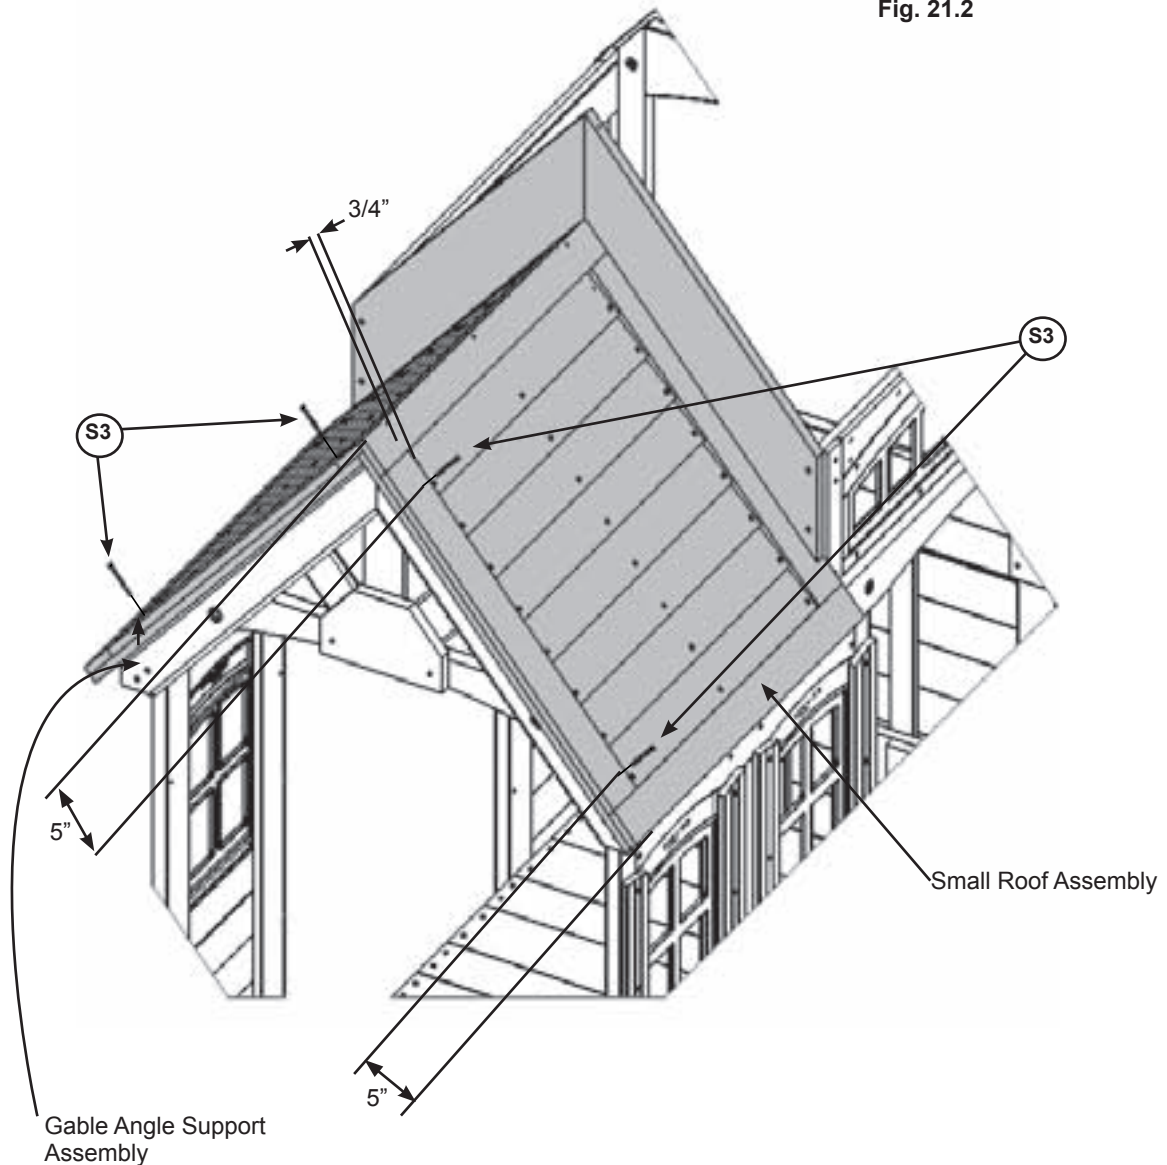 Fig. 21.2
3/4”
S3
S3
5”
Small Roof Assembly
5”
Gable Angle Support
Assembly